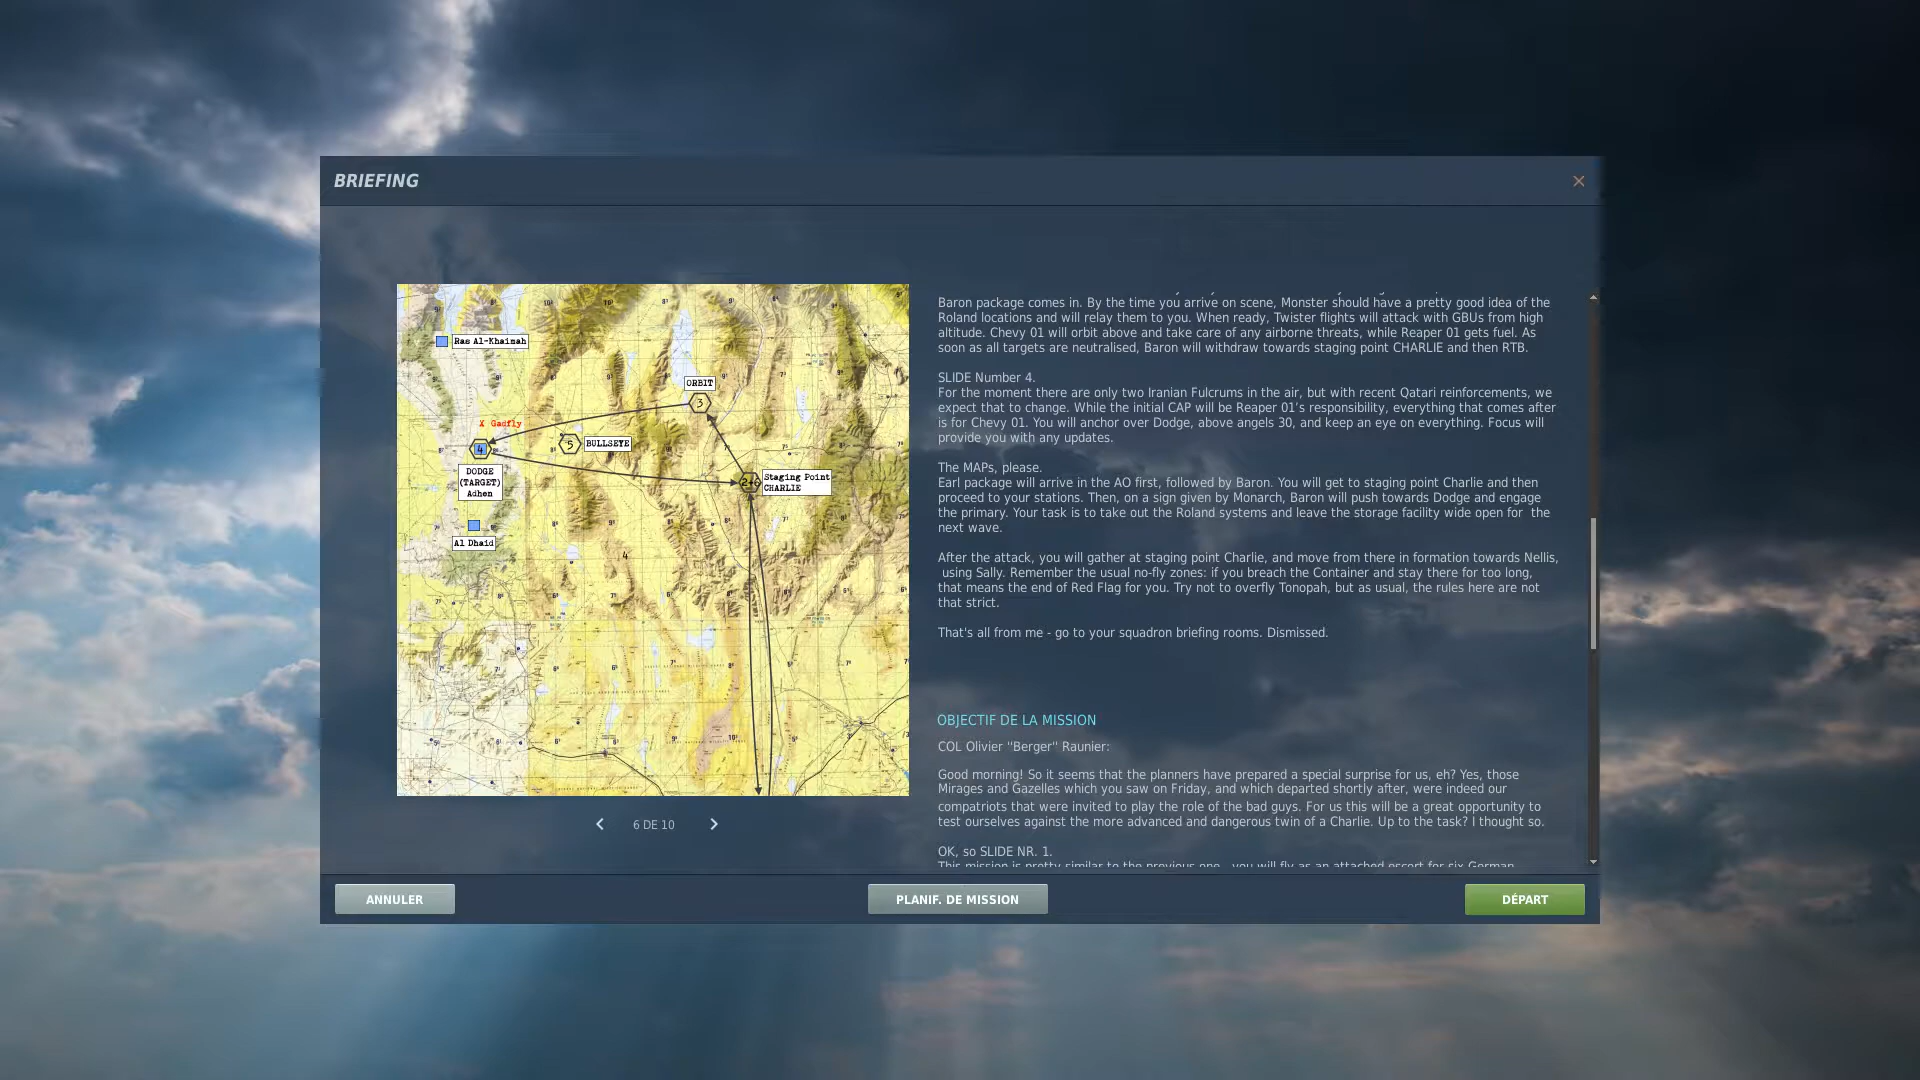 BRIEFING
Ras Al-Khaimah
ORBIT
3
X Gadfly
5
BULLSEYE
4
DODGE
(TARGET)
Adhen
Staging Point
CHARLIE
Al Dhaid
6 DE 10
Baron package comes in. By the time you arrive on scene, Monster should have a pretty good idea of the
Roland locations and will relay them to you. When ready, Twister flights will attack with GBUs from high
altitude. Chevy 01 will orbit above and take care of any airborne threats, while Reaper 01 gets fuel. As
soon as all targets are neutralised, Baron will withdraw towards staging point CHARLIE and then RTB.
SLIDE Number 4.
For the moment there are only two Iranian Fulcrums in the air, but with recent Qatari reinforcements, we
expect that to change. While the initial CAP will be Reaper 01's responsibility, everything that comes after
is for Chevy 01. You will anchor over Dodge, above angels 30, and keep an eye on everything. Focus will
provide you with any updates.
The MAPs, please.
Earl package will arrive in the AO first, followed by Baron. You will get to staging point Charlie and then
proceed to your stations. Then, on a sign given by Monarch, Baron will push towards Dodge and engage
the primary. Your task is to take out the Roland systems and leave the storage facility wide open for the
next wave.
After the attack, you will gather at staging point Charlie, and move from there in formation towards Nellis,
using Sally. Remember the usual no-fly zones: if you breach the Container and stay there for too long,
that means the end of Red Flag for you. Try not to overfly Tonopah, but as usual, the rules here are not
that strict.
That's all from me - go to your squadron briefing rooms. Dismissed.
OBJECTIF DE LA MISSION
COL Olivier "Berger" Raunier:
Good morning! So it seems that the planners have prepared a special surprise for us, eh? Yes, those
Mirages and Gazelles which you saw on Friday, and which departed shortly after, were indeed our
compatriots that were invited to play the role of the bad guys. For us this will be a great opportunity to
test ourselves against the more advanced and dangerous twin of a Charlie. Up to the task? I thought so.
OK, so SLIDE NR. 1.
This mission is pretty similar to the previous one - you will fly as an attached escort for six German
ANNULER
PLANIF. DE MISSION
DÉPART